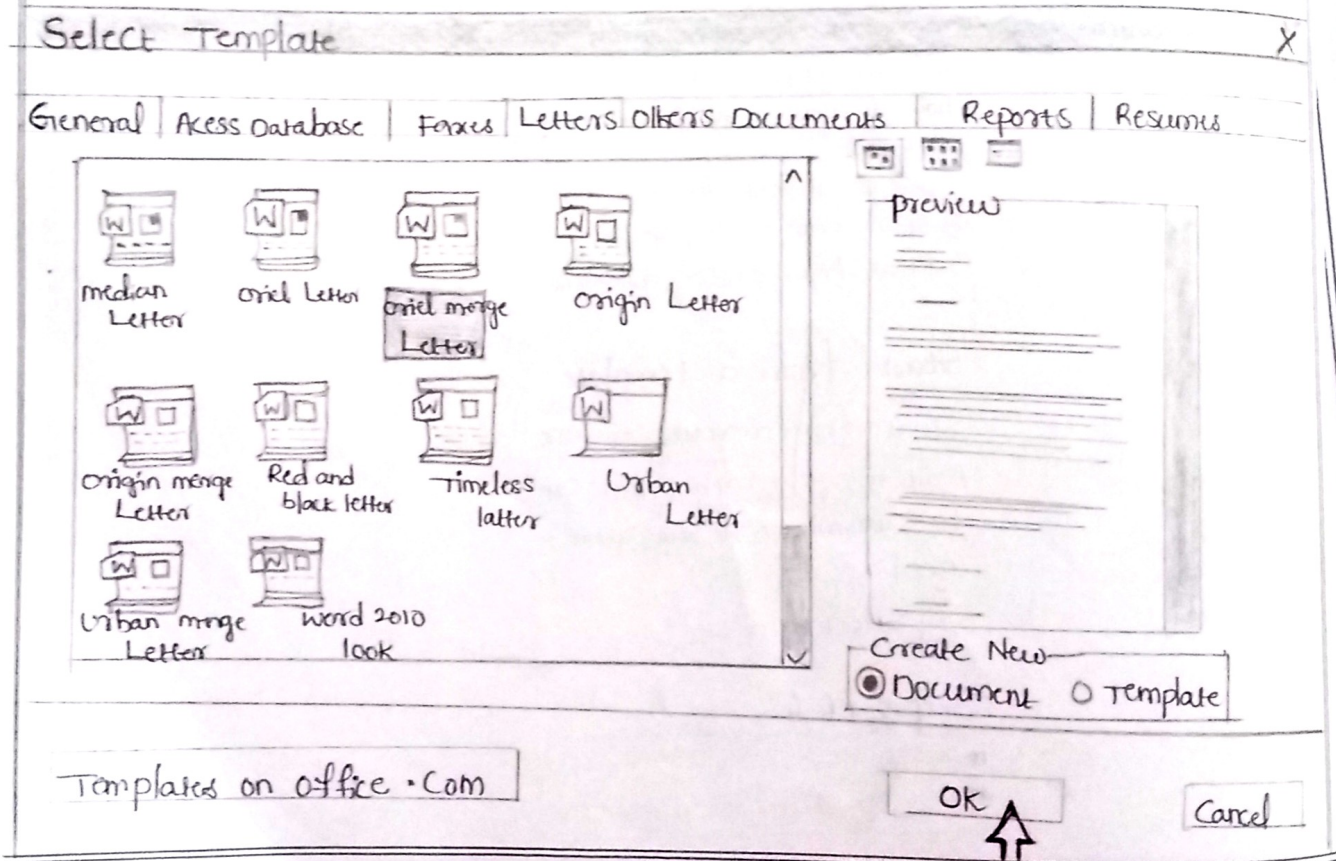 Select Template X
General Acess Database Faxes Letters Others Documents Reports Resumes
preview
W W W W
median oriel Letter oriel merge origin Letter
Letter Letter
W W W W
origin merge Red and Timeless Urban
Letter black letter latter Letter
W W
Urban merge word 2010
Letter look
Create New
Document Template
Templates on office.com
OK
Cancel